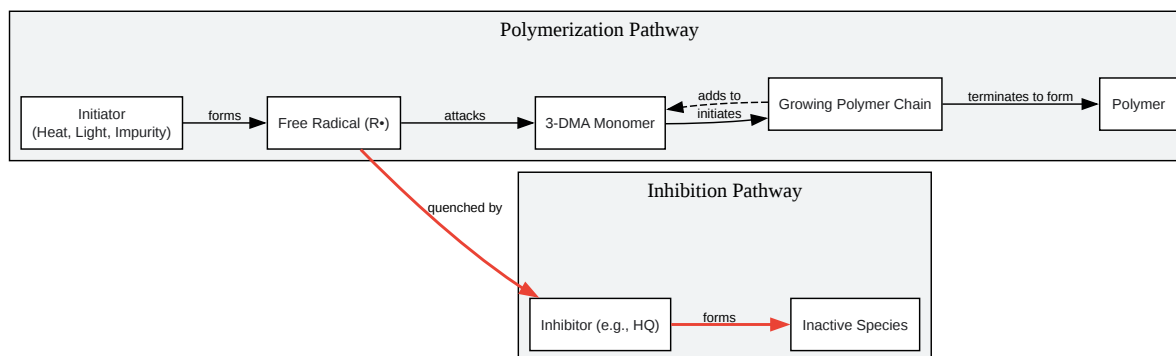 Polymerization Pathway
Initiator
(Heat, Light, Impurity)
forms
Free Radical (R•)
attacks
3-DMA Monomer
adds to
initiates
Growing Polymer Chain
terminates to form
Polymer
quenched by
Inhibition Pathway
Inhibitor (e.g., HQ)
forms
Inactive Species